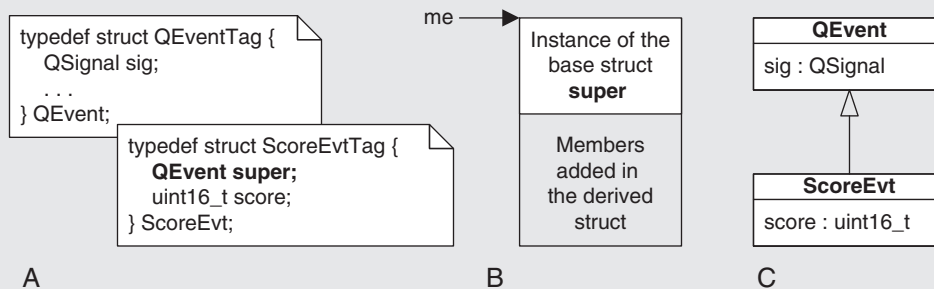 typedef struct QEventTag {
QSignal sig;
. . .
} QEvent;
typedef struct ScoreEvtTag {
QEvent super;
uint16_t score;
} ScoreEvt;
A
me
Instance of the
base struct
super
Members
added in
the derived
struct
B
QEvent
sig : QSignal
ScoreEvt
score : uint16_t
C